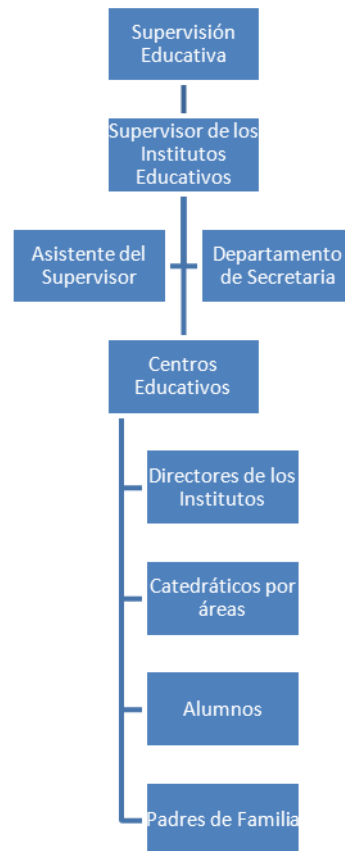 Supervisión
Educativa
Supervisor de los
Institutos
Educativos
Asistente del
Supervisor
Departamento
de Secretaria
Centros
Educativos
Directores de los
Institutos
Catedráticos por
áreas
Alumnos
Padres de Familia